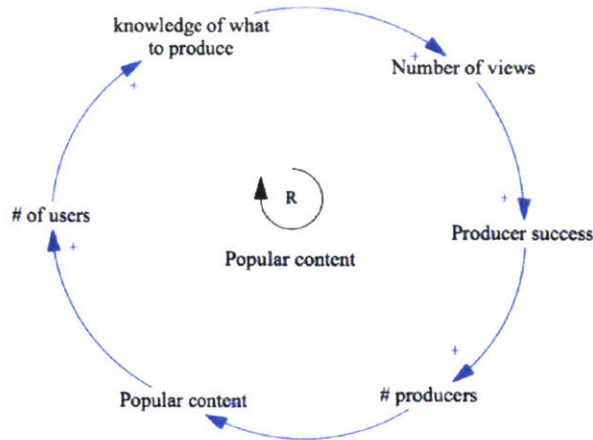 knowledge of what
to produce
+
Number of views
+
# of users
+
R
+
Producer success
Popular content
+
Popular content
# producers